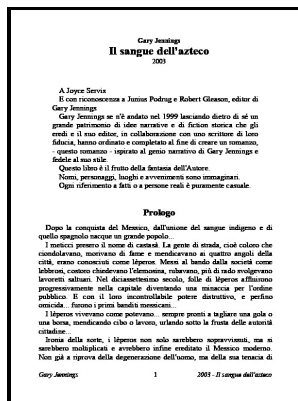 Gary Jennings
Il sangue dell'azteco
2003
A Joyce Servis
E con riconoscenza a Junius Podrug e Robert Gleason, editor di
Gary Jennings
Gary Jennings se n'è andato nel 1999 lasciando dietro di sé un
grande patrimonio di idee narrative e di fiction storica che gli
eredi e il suo editor, in collaborazione con uno scrittore di loro
fiducia, hanno ordinato e completato al fine di creare un romanzo,
- questo romanzo - ispirato al genio narrativo di Gary Jennings e
fedele al suo stile.
Questo libro è il frutto della fantasia dell'Autore.
Nomi, personaggi, luoghi e avvenimenti sono immaginari.
Ogni riferimento a fatti o a persone reali è puramente casuale.
Prologo
Dopo la conquista del Messico, dall'unione del sangue indigeno e di
quello spagnolo nacque un grande popolo...
I meticci presero il nome di castasà. La gente di strada, cioè coloro che
ciondolavano, morivano di fame e mendicavano ai quattro angoli della
città, erano conosciuti come léperos. Messi al bando dalla società come
lebbrosi, costoro chiedevano l'elemosina, rubavano, più di rado svolgevano
lavoretti saltuari. Nel diciassettesimo secolo, folle di léperos affluirono
progressivamente nella capitale diventando una minaccia per l'ordine
pubblico. E con il loro incontrollabile potere distruttivo, e perfino
omicida... furono i primi banditi messicani...
I léperos vivevano come potevano... sempre pronti a tagliare una gola o
una borsa, mendicando cibo o lavoro, urlando sotto la frusta delle autorità
cittadine...
Ironia della sorte, i léperos non solo sarebbero sopravvissuti, ma si
sarebbero moltiplicati e avrebbero infine ereditato il Messico moderno.
Non già a riprova della degenerazione dell'uomo, ma della sua tenacia di
Gary Jennings 1 2003 - Il sangue dell'azteco